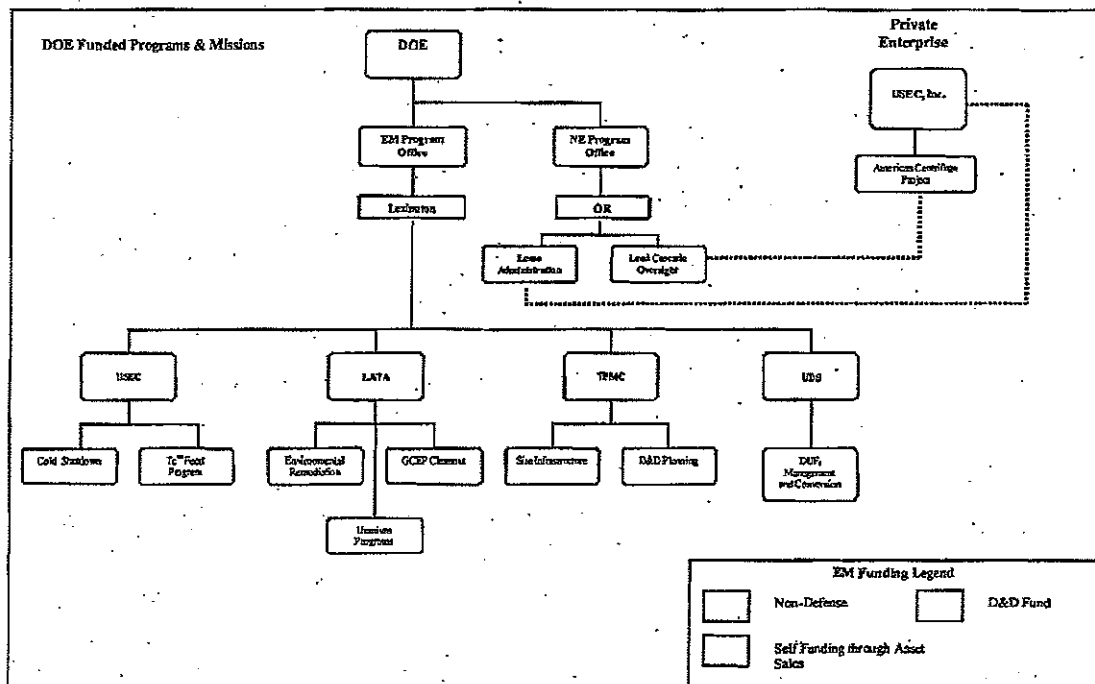 DOE Funded Programs & Missions
DOE
Private
Enterprise
USEC, Inc.
EM Program
Office
NE Program
Office
American Centrifuge
Project
Lexington
OR
Lease
Administration
Lead Cascade
Oversight
USEC
LATA
TPMC
UDS
Cold Shutdown
Tc⁹⁹ Feed
Program
Environmental
Remediation
GCEP Cleanout
Site Infrastructure
D&D Planning
DUF₆
Management
and Conversion
Uranium
Programs
EM Funding Legend
Non-Defense
D&D Fund
Self Funding through Asset
Sales